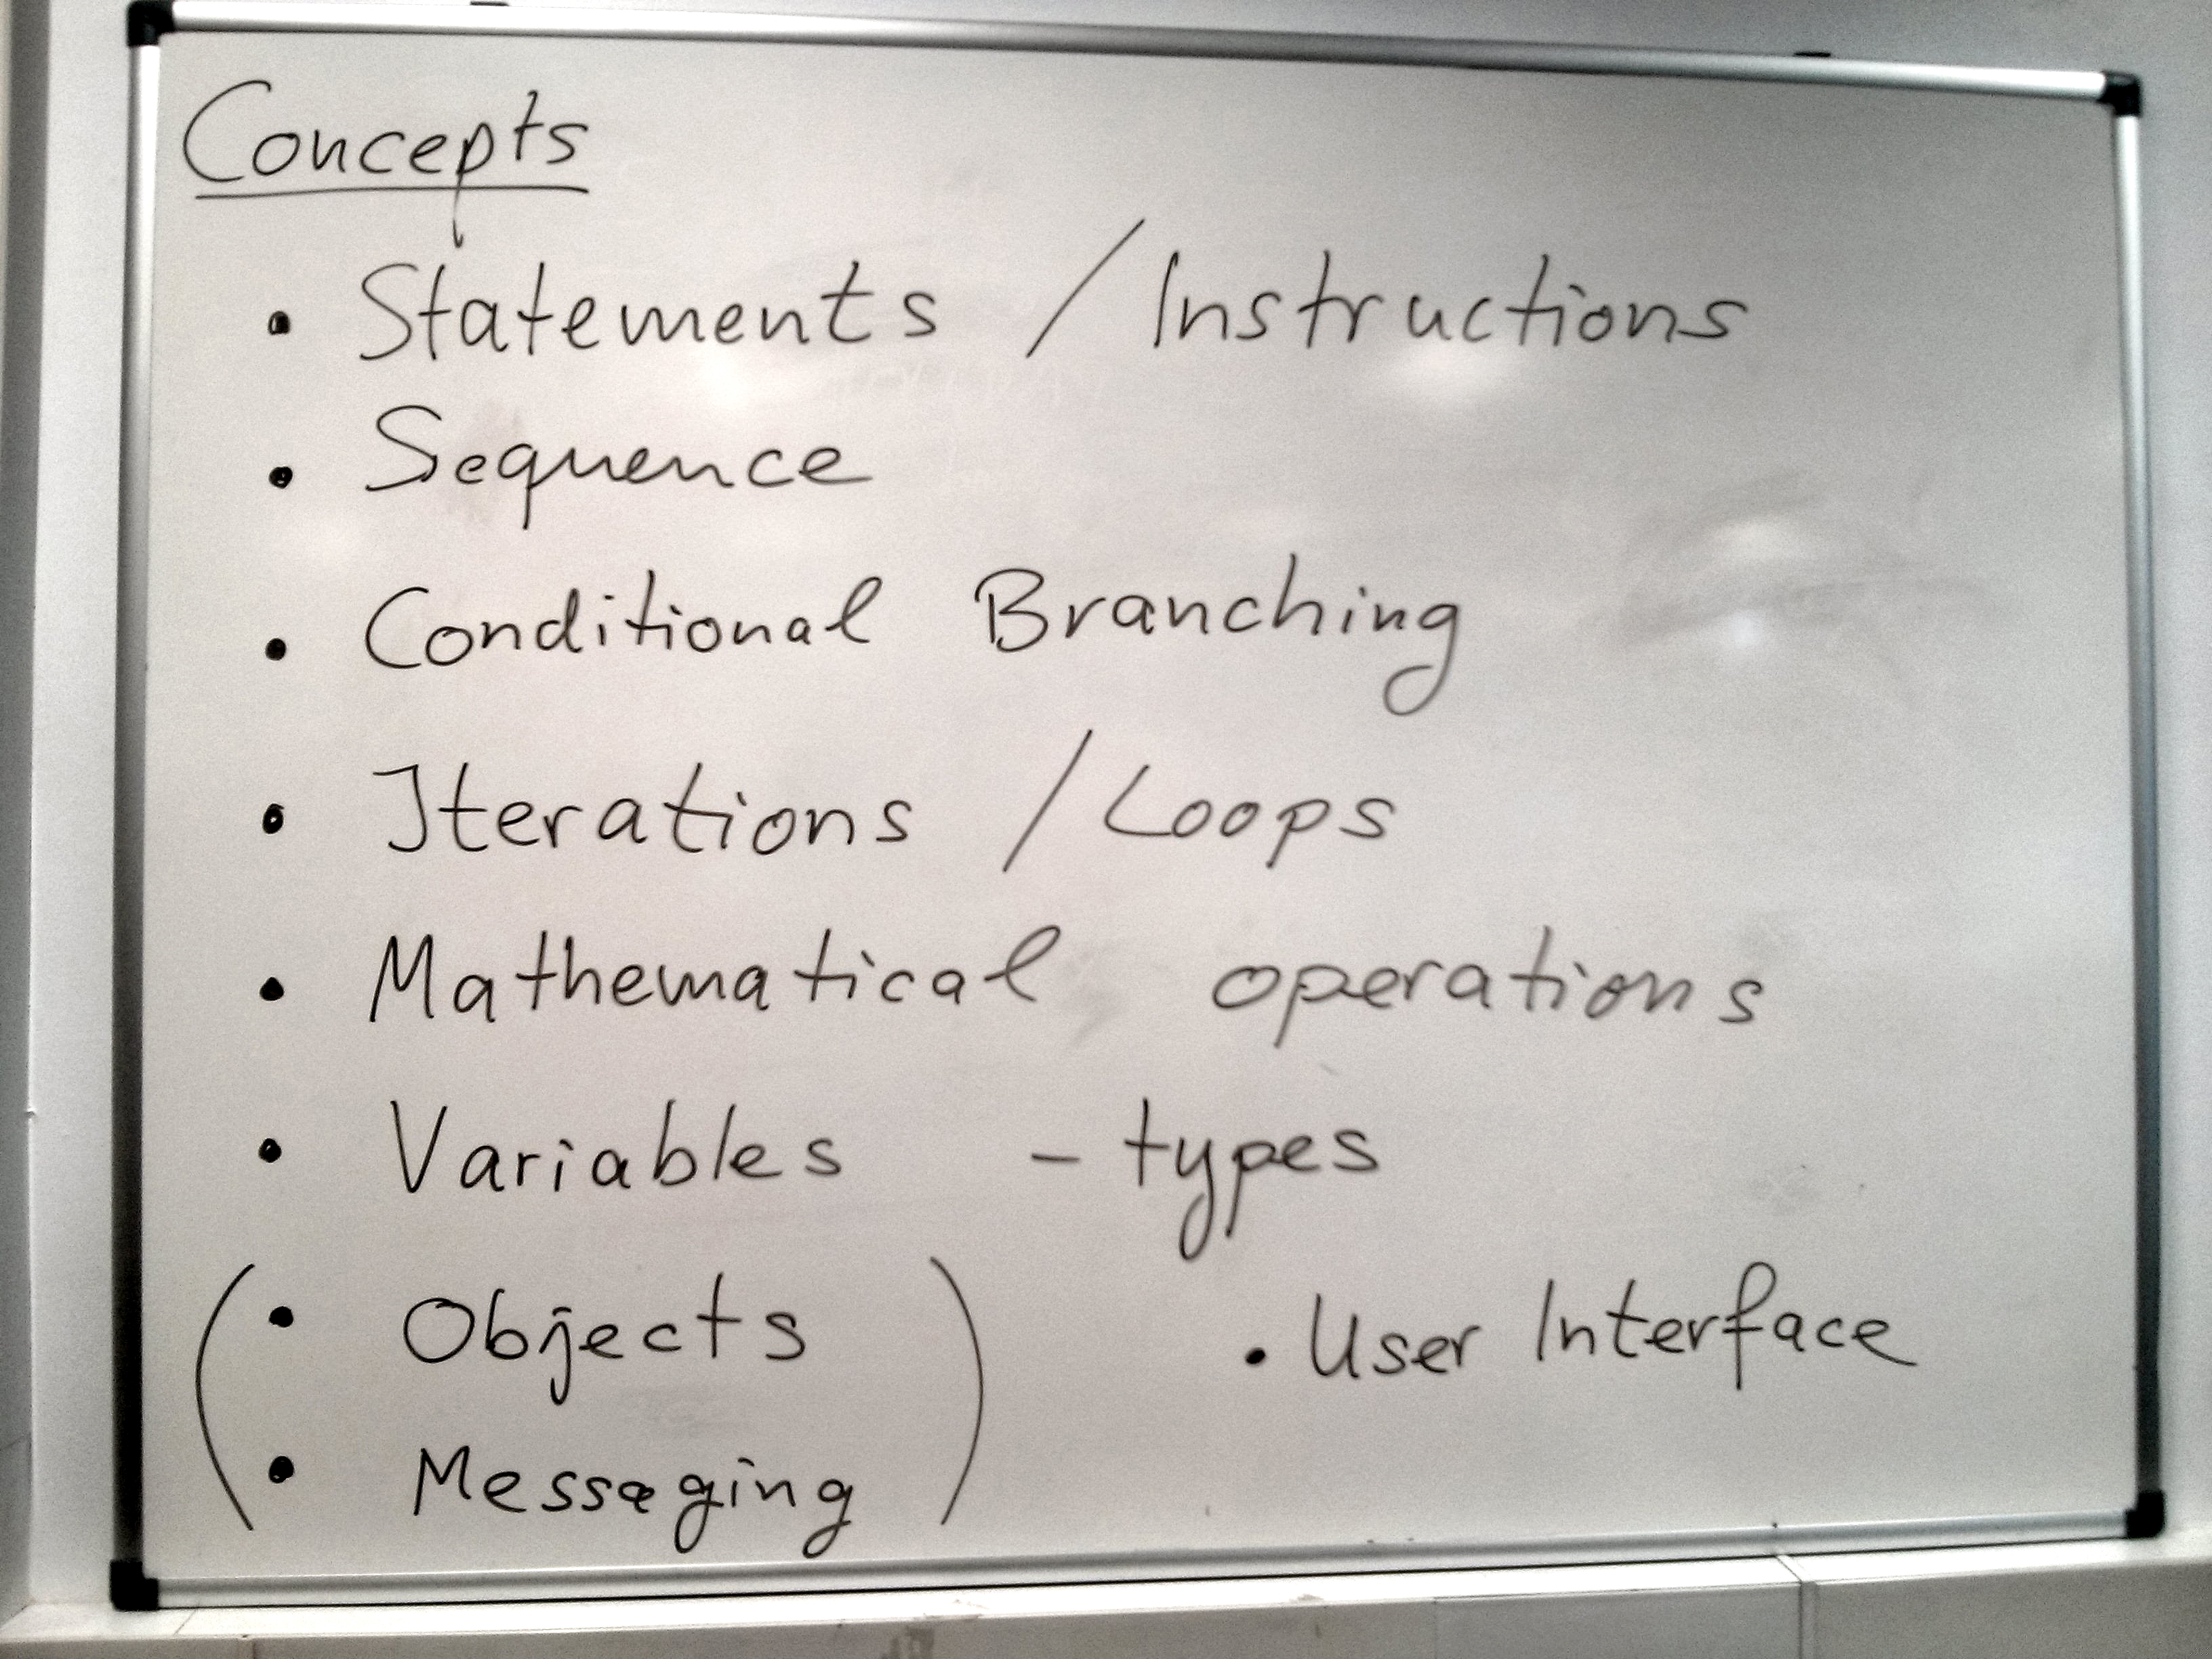 Concepts
• Statements / Instructions
• Sequence
• Conditional Branching
• Iterations / Loops
• Mathematical operations
• Variables - types
( • Objects ) • User Interface
• Messaging